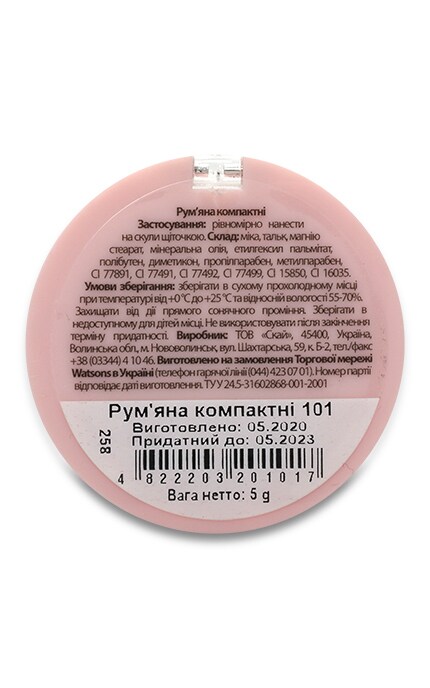 Рум'яна компактні
Застосування: рівномірно нанести
на скули щіточкою. Склад: міка, тальк, магнію
стеарат, мінеральна олія, етилгексил пальмітат,
полібутен, диметикон, пропілпарабен, метилпарабен,
CI 77891, CI 77491, CI 77492, CI 77499, CI 15850, CI 16035.
Умови зберігання: зберігати в сухому прохолодному місці
при температурі від +0 °С до +25 °С та відносній вологості 55-70%.
Захищати від дії прямого сонячного проміння. Зберігати в
недоступному для дітей місці. Не використовувати після закінчення
терміну придатності. Виробник: ТОВ «Скай», 45400, Україна,
Волинська обл., м. Нововолинськ, вул. Шахтарська, 59, к. Б-2, тел./факс:
+38 (03344) 4 10 46. Виготовлено на замовлення Торгової мережі
Watsons в Україні (телефон гарячої лінії (044) 423 07 01). Номер партії
відповідає даті виготовлення. ТУ У 24.5-31602868-001-2001
Рум'яна компактні 101
Виготовлено: 05.2020
Придатний до: 05.2023
258
4 822203 201017
Вага нетто: 5 g